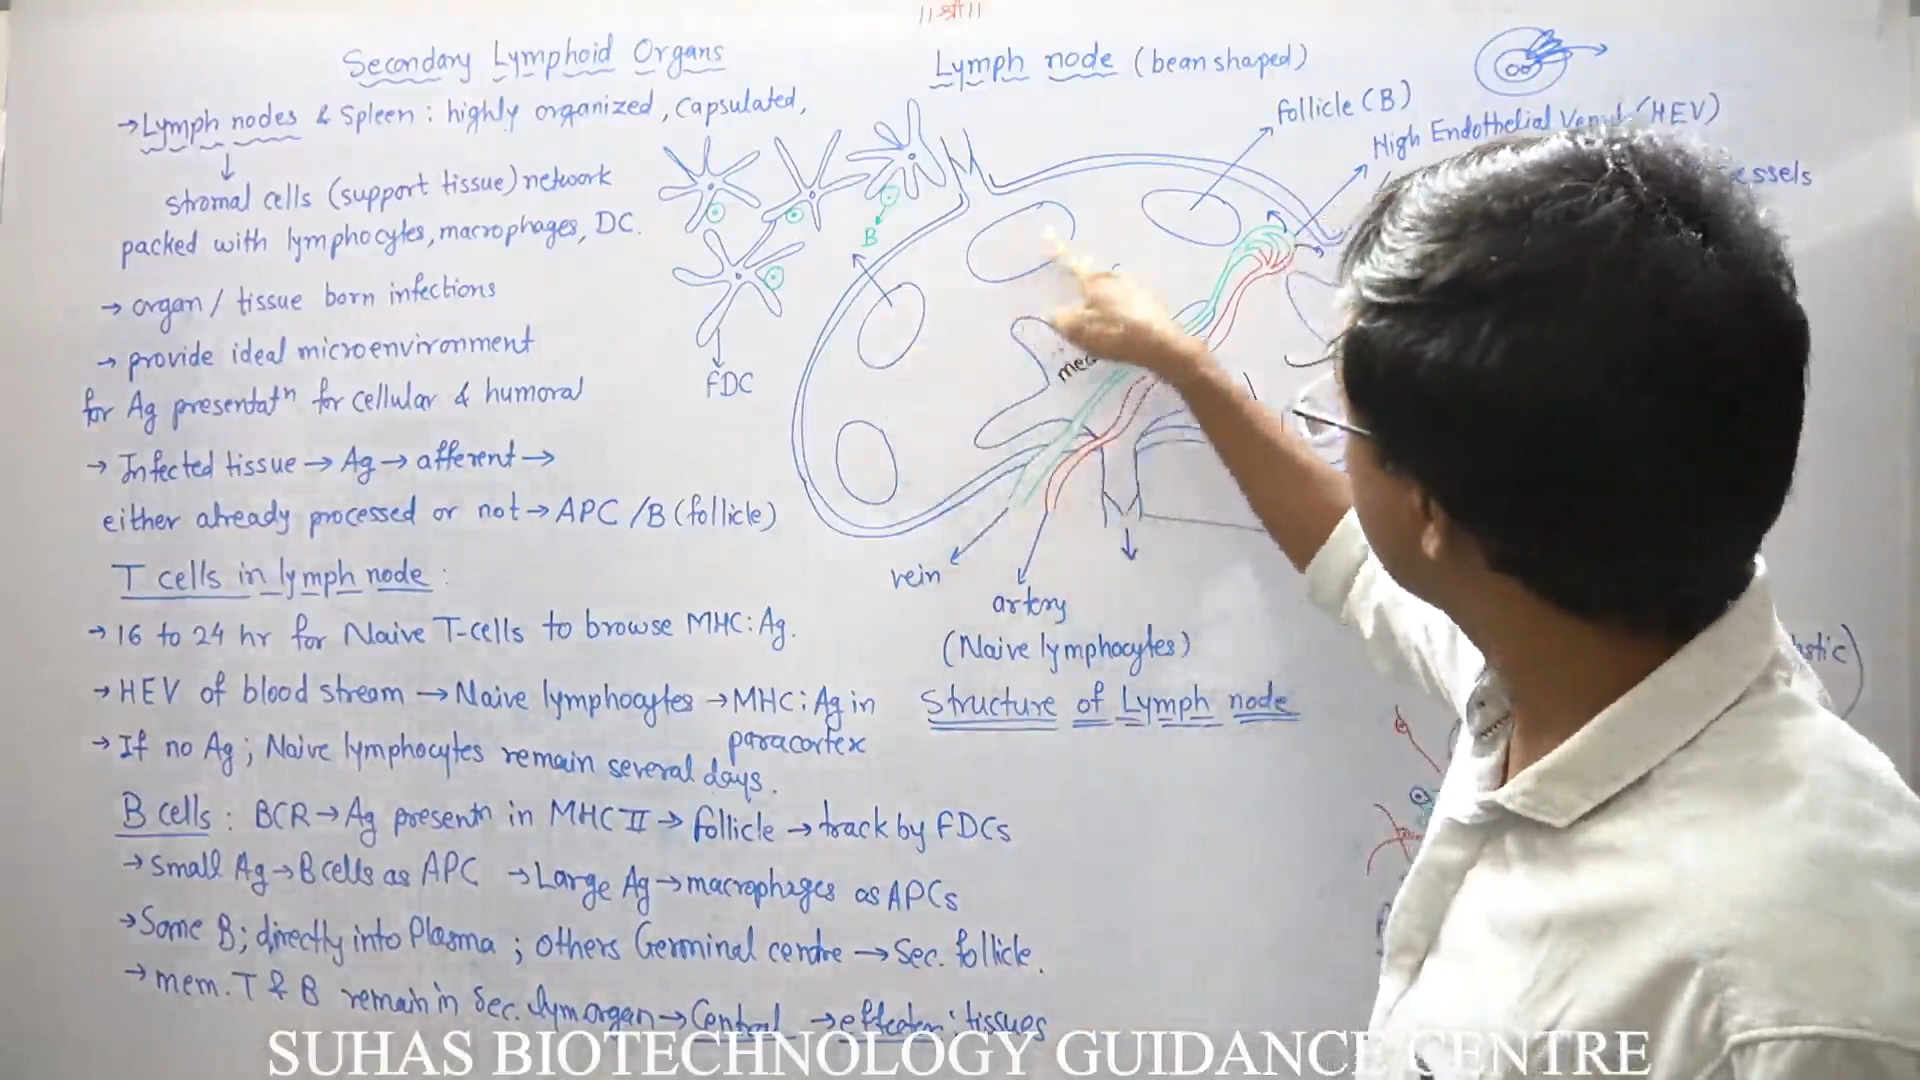 ||श्री||
Secondary Lymphoid Organs
→ Lymph nodes & Spleen : highly organized, Capsulated,
↓
stromal cells (support tissue) network
packed with lymphocytes, macrophages, DC.
→ organ / tissue born infections
→ provide ideal microenvironment
for Ag presentatⁿ for cellular & humoral
→ Infected tissue → Ag → afferent →
either already processed or not → APC / B (follicle)
T cells in lymph node :
→ 16 to 24 hr for Naive T-cells to browse MHC:Ag.
→ HEV of blood stream → Naive lymphocytes → MHC:Ag in
paracortex
→ If no Ag; Naive lymphocytes remain several days.
B cells : BCR → Ag presentn in MHC II → follicle → track by FDCs
→ Small Ag → B cells as APC → Large Ag → macrophages as APCs
→ Some B; directly into Plasma ; others Germinal centre → Sec. follicle.
→ mem. T & B remain in Sec. lym organ → Central → effector: tissues
Lymph node (bean shaped)
follicle (B)
High Endothelial (HEV)
B
FDC
vein
artery
(Naive lymphocytes)
Structure of Lymph node
SUHAS BIOTECHNOLOGY GUIDANCE CENTRE